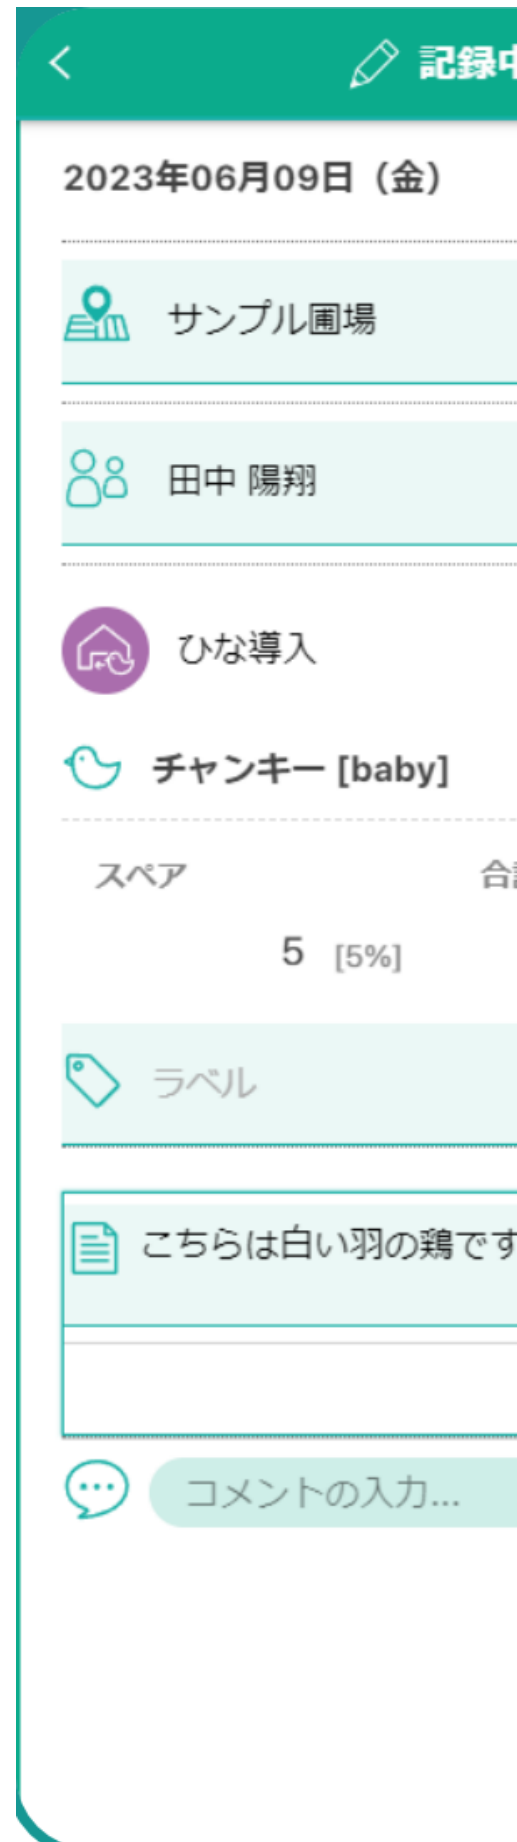 記録中
2023年06月09日（金）
サンプル圃場
田中 陽翔
ひな導入
チャンキー [baby]
スペア 合
5 [5%]
ラベル
こちらは白い羽の鶏です
コメントの入力...